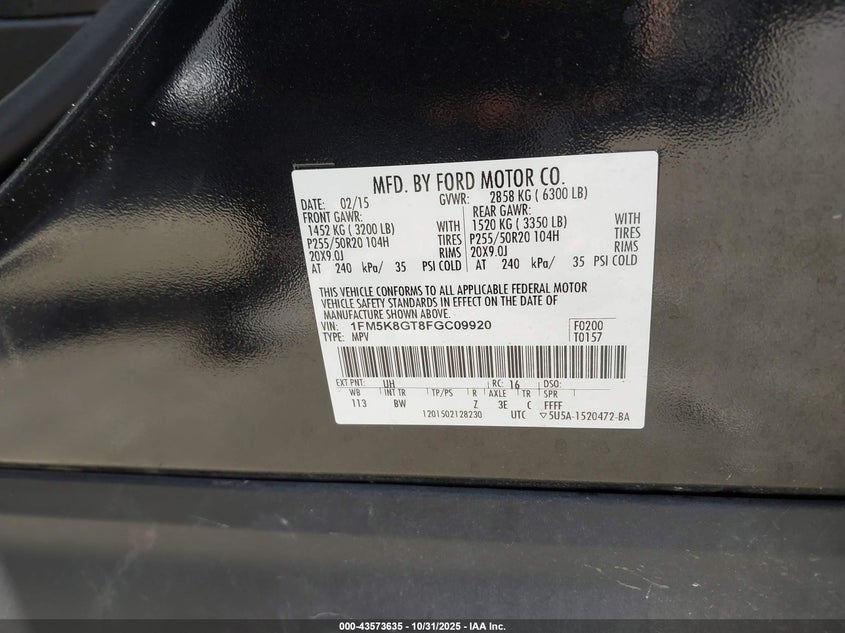 MFD. BY FORD MOTOR CO.
DATE: 02/15 GVWR: 2858 KG ( 6300 LB)
FRONT GAWR: REAR GAWR:
1452 KG ( 3200 LB) WITH 1520 KG ( 3350 LB) WITH
P255/50R20 104H TIRES P255/50R20 104H TIRES
20X9.0J RIMS 20X9.0J RIMS
AT 240 kPa/ 35 PSI COLD AT 240 kPa/ 35 PSI COLD
THIS VEHICLE CONFORMS TO ALL APPLICABLE FEDERAL MOTOR
VEHICLE SAFETY STANDARDS IN EFFECT ON THE DATE OF
MANUFACTURE SHOWN ABOVE.
VIN: 1FM5K8GT8FGC09920 F0200
TYPE: MPV T0157
EXT PNT: UH RC: 16 DSO:
WB INT TR TP/PS R AXLE TR SPR
113 BW Z 3E C FFFF
1201502128230 UTC ▽5U5A-1520472-BA
000-43573635 - 10/31/2025 - IAA Inc.